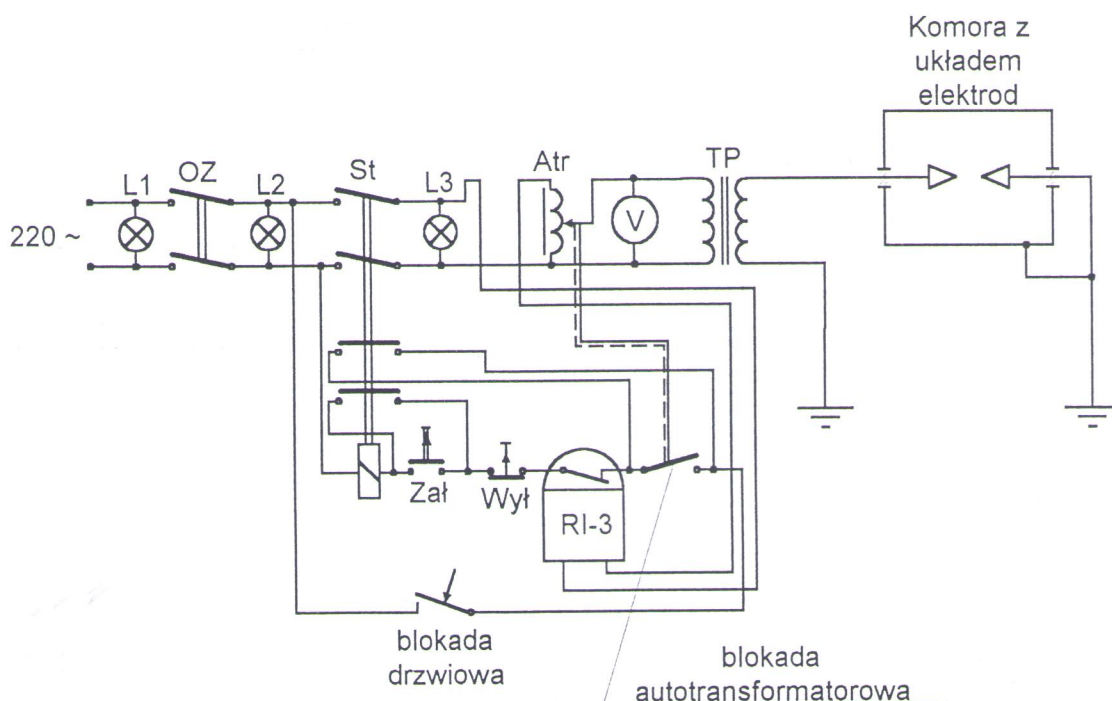 Komora z
układem
elektrod
L1
OZ
L2
St
L3
Atr
TP
220 ~
V
Zał
Wył
RI-3
blokada
drzwiowa
blokada
autotransformatorowa